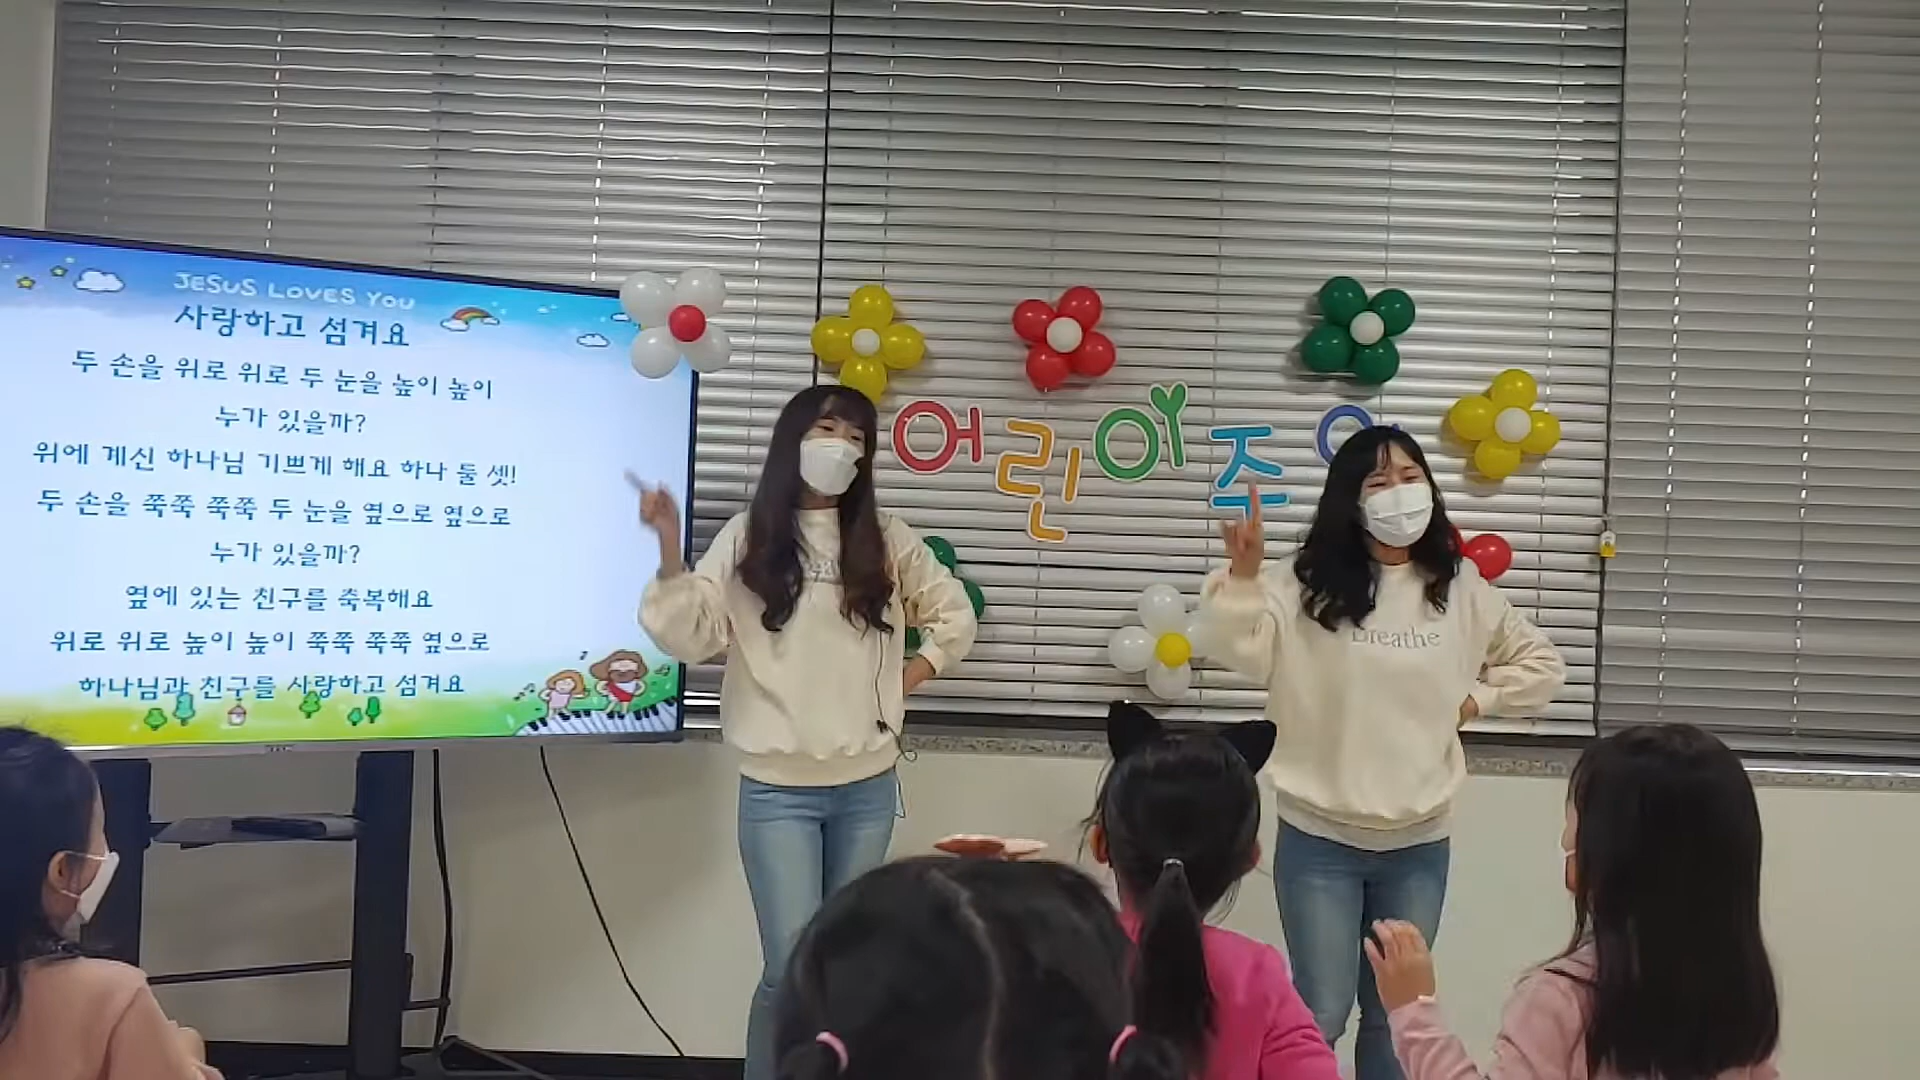 JESUS LOVES YOU
사랑하고 섬겨요
두 손을 위로 위로 두 눈을 높이 높이
누가 있을까?
위에 계신 하나님 기쁘게 해요 하나 둘 셋!
두 손을 쭉쭉 쭉쭉 두 눈을 옆으로 옆으로
누가 있을까?
옆에 있는 친구를 축복해요
위로 위로 높이 높이 쭉쭉 쭉쭉 옆으로
하나님과 친구를 사랑하고 섬겨요
어린이주
Breathe